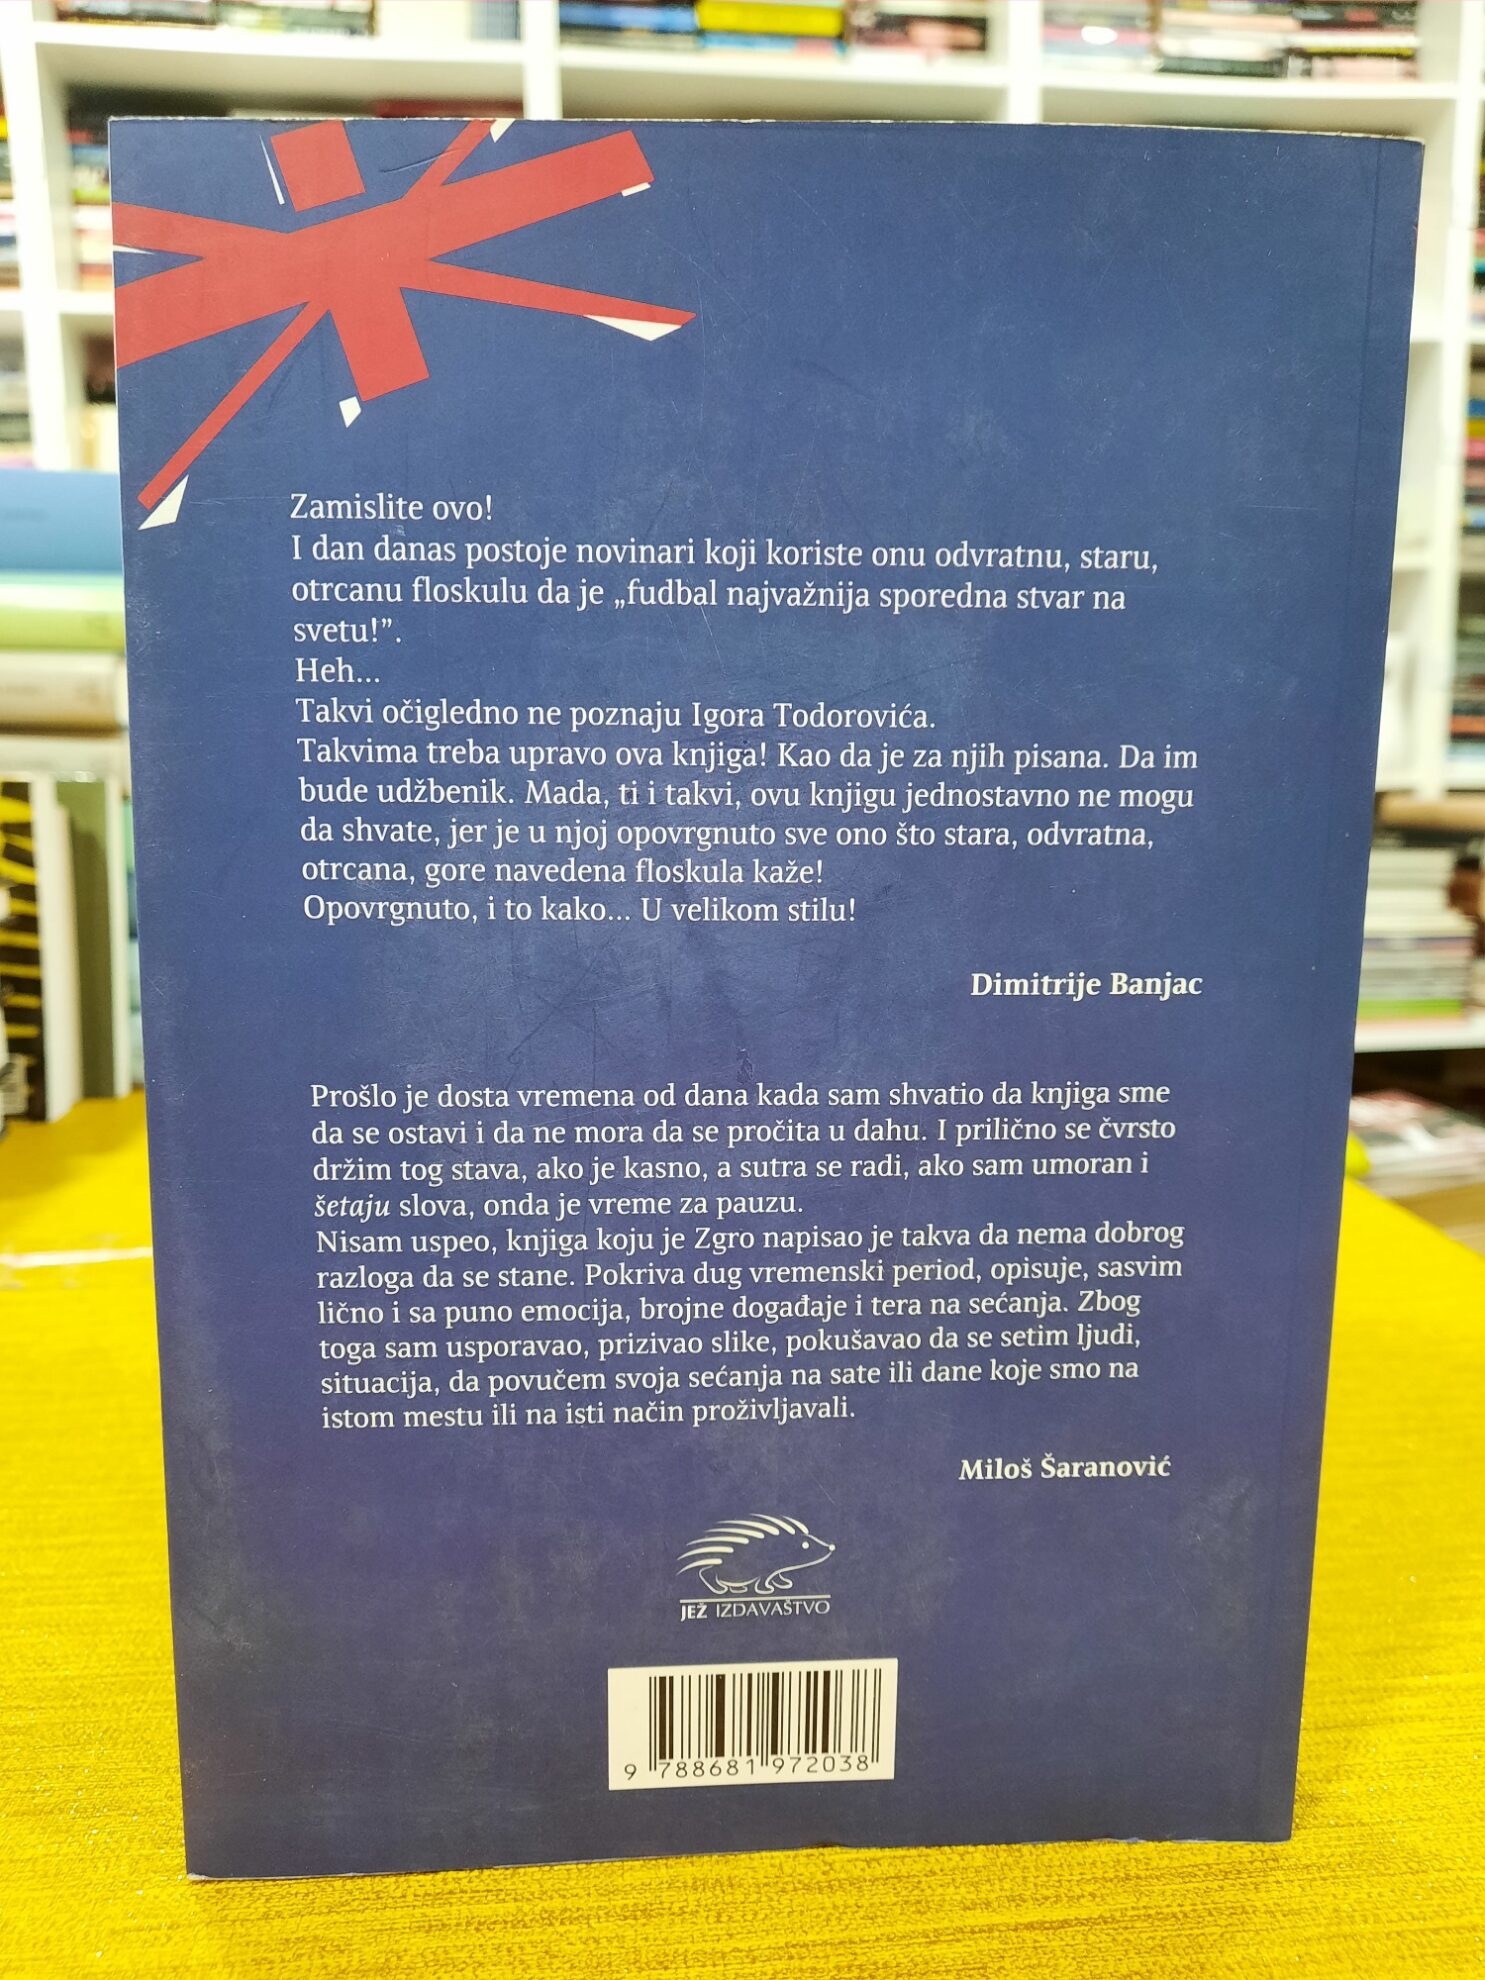 Zamislite ovo!
I dan danas postoje novinari koji koriste onu odvratnu, staru,
otrcanu floskulu da je „fudbal najvažnija sporedna stvar na
svetu!”.
Heh...
Takvi očigledno ne poznaju Igora Todorovića.
Takvima treba upravo ova knjiga! Kao da je za njih pisana. Da im
bude udžbenik. Mada, ti i takvi, ovu knjigu jednostavno ne mogu
da shvate, jer je u njoj opovrgnuto sve ono što stara, odvratna,
otrcana, gore navedena floskula kaže!
Opovrgnuto, i to kako... U velikom stilu!
Dimitrije Banjac
Prošlo je dosta vremena od dana kada sam shvatio da knjiga sme
da se ostavi i da ne mora da se pročita u dahu. I prilično se čvrsto
držim tog stava, ako je kasno, a sutra se radi, ako sam umoran i
šetaju slova, onda je vreme za pauzu.
Nisam uspeo, knjiga koju je Zgro napisao je takva da nema dobrog
razloga da se stane. Pokriva dug vremenski period, opisuje, sasvim
lično i sa puno emocija, brojne događaje i tera na sećanja. Zbog
toga sam usporavao, prizivao slike, pokušavao da se setim ljudi,
situacija, da povučem svoja sećanja na sate ili dane koje smo na
istom mestu ili na isti način proživljavali.
Miloš Šaranović
JEŽ IZDAVAŠTVO
9 788681 972038